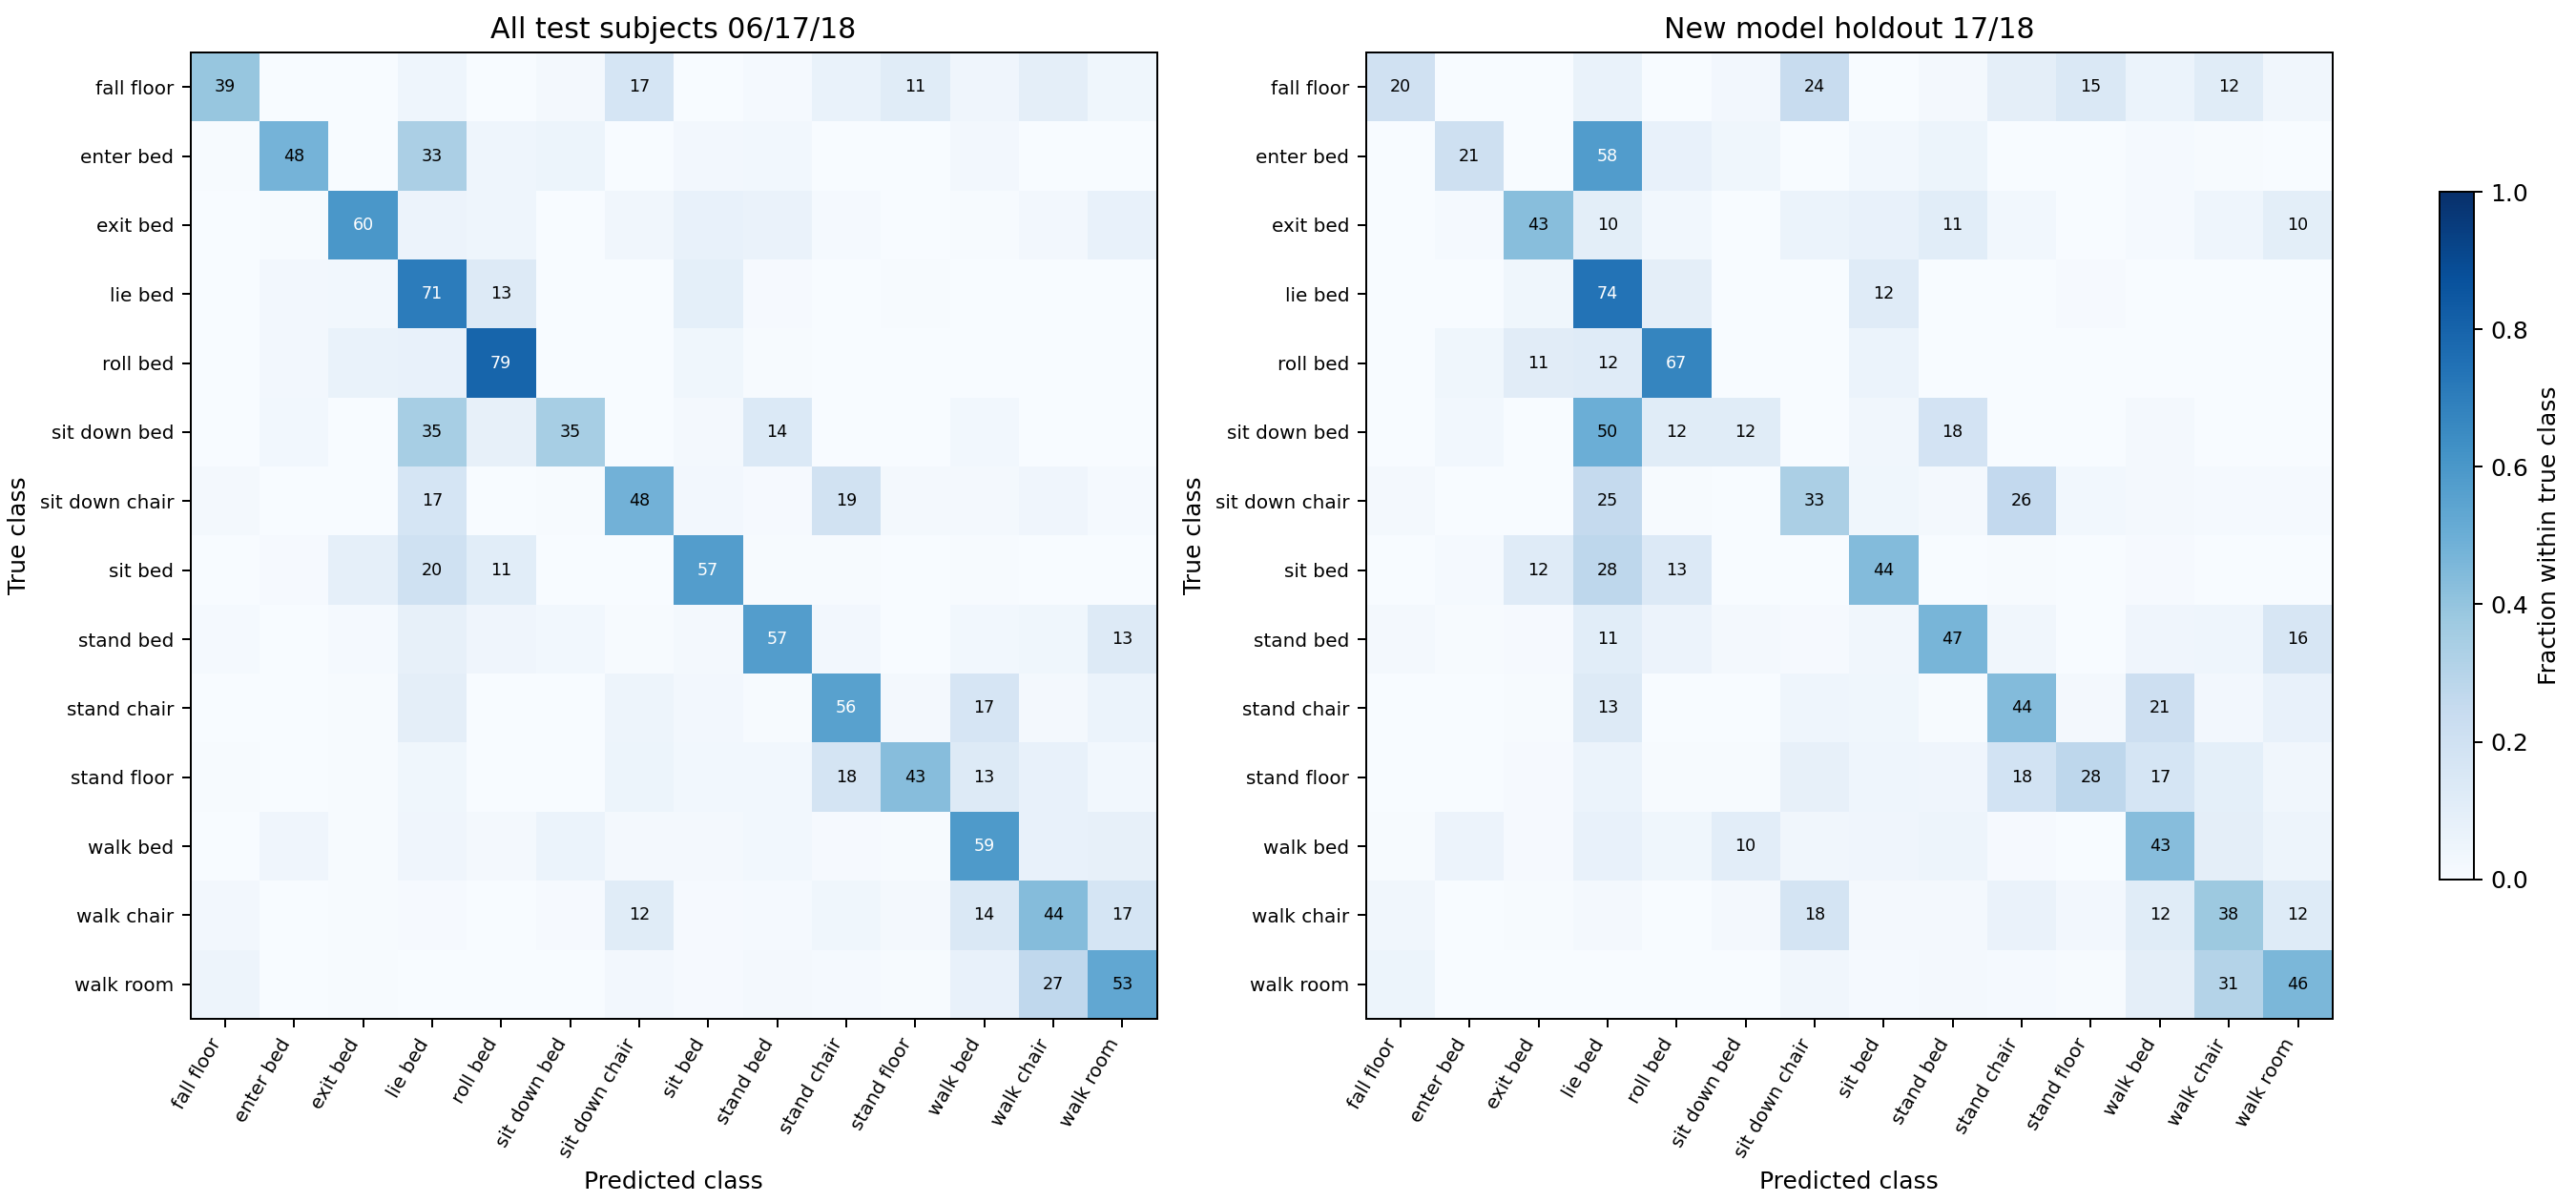 All test subjects 06/17/18
True class
fall floor 39 17 11
enter bed 48 33
exit bed 60
lie bed 71 13
roll bed 79
sit down bed 35 35 14
sit down chair 17 48 19
sit bed 20 11 57
stand bed 57 13
stand chair 56 17
stand floor 18 43 13
walk bed 59
walk chair 12 14 44 17
walk room 27 53
fall floor enter bed exit bed lie bed roll bed sit down bed sit down chair sit bed stand bed stand chair stand floor walk bed walk chair walk room
Predicted class
New model holdout 17/18
True class
fall floor 20 24 15 12
enter bed 21 58
exit bed 43 10 11 10
lie bed 74 12
roll bed 11 12 67
sit down bed 50 12 12 18
sit down chair 25 33 26
sit bed 12 28 13 44
stand bed 11 47 16
stand chair 13 44 21
stand floor 18 28 17
walk bed 10 43
walk chair 18 12 38 12
walk room 31 46
fall floor enter bed exit bed lie bed roll bed sit down bed sit down chair sit bed stand bed stand chair stand floor walk bed walk chair walk room
Predicted class
1.0
0.8
0.6
0.4
0.2
0.0
Fraction within true class